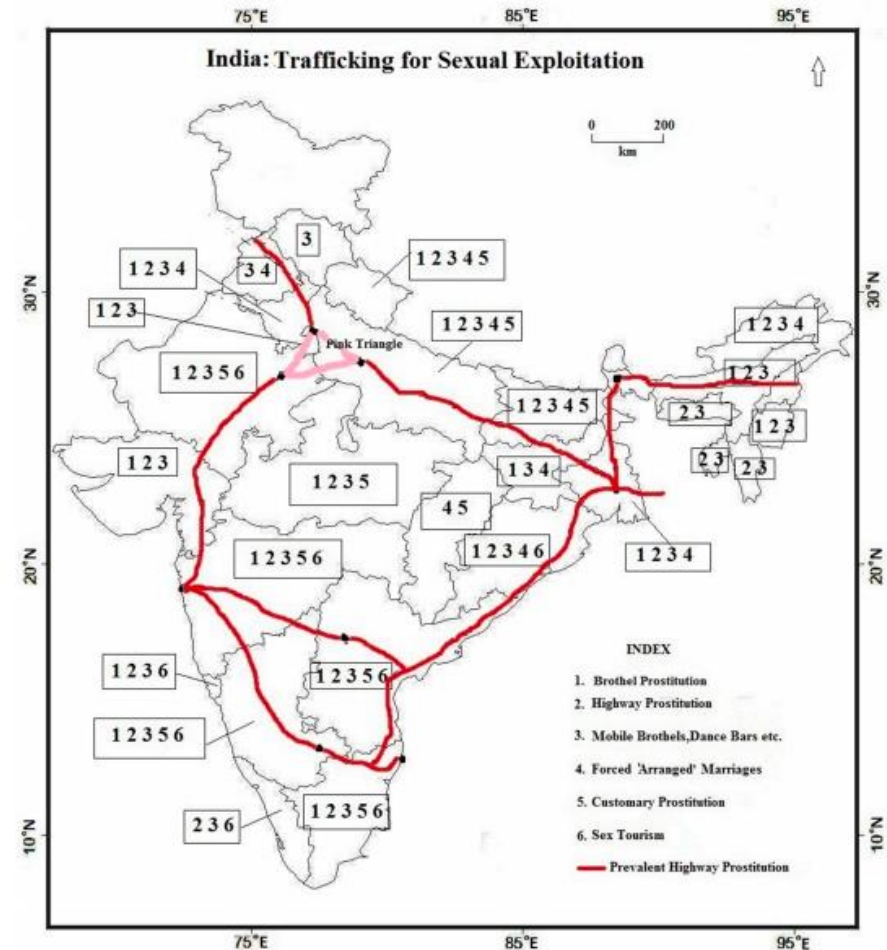 75°E 85°E 95°E
India: Trafficking for Sexual Exploitation
0 200
km
3
1 2 3 4
3 4
1 2 3 4 5
30°N 30°N
1 2 3
1 2 3 4 5
1 2 3 4
Pink Triangle
1 2 3 5 6
1 2 3
1 2 3 4 5
2 3
1 2 3
1 2 3
1 3 4
2 3
2 3
1 2 3 5
4 5
1 2 3 5 6
1 2 3 4 6
1 2 3 4
20°N 20°N
INDEX
1 2 3 6
1 2 3 5 6
1. Brothel Prostitution
2. Highway Prostitution
1 2 3 5 6
3. Mobile Brothels,Dance Bars etc.
4. Forced 'Arranged' Marriages
5. Customary Prostitution
2 3 6
1 2 3 5 6
6. Sex Tourism
10°N 10°N
Prevalent Highway Prostitution
75°E 85°E 95°E